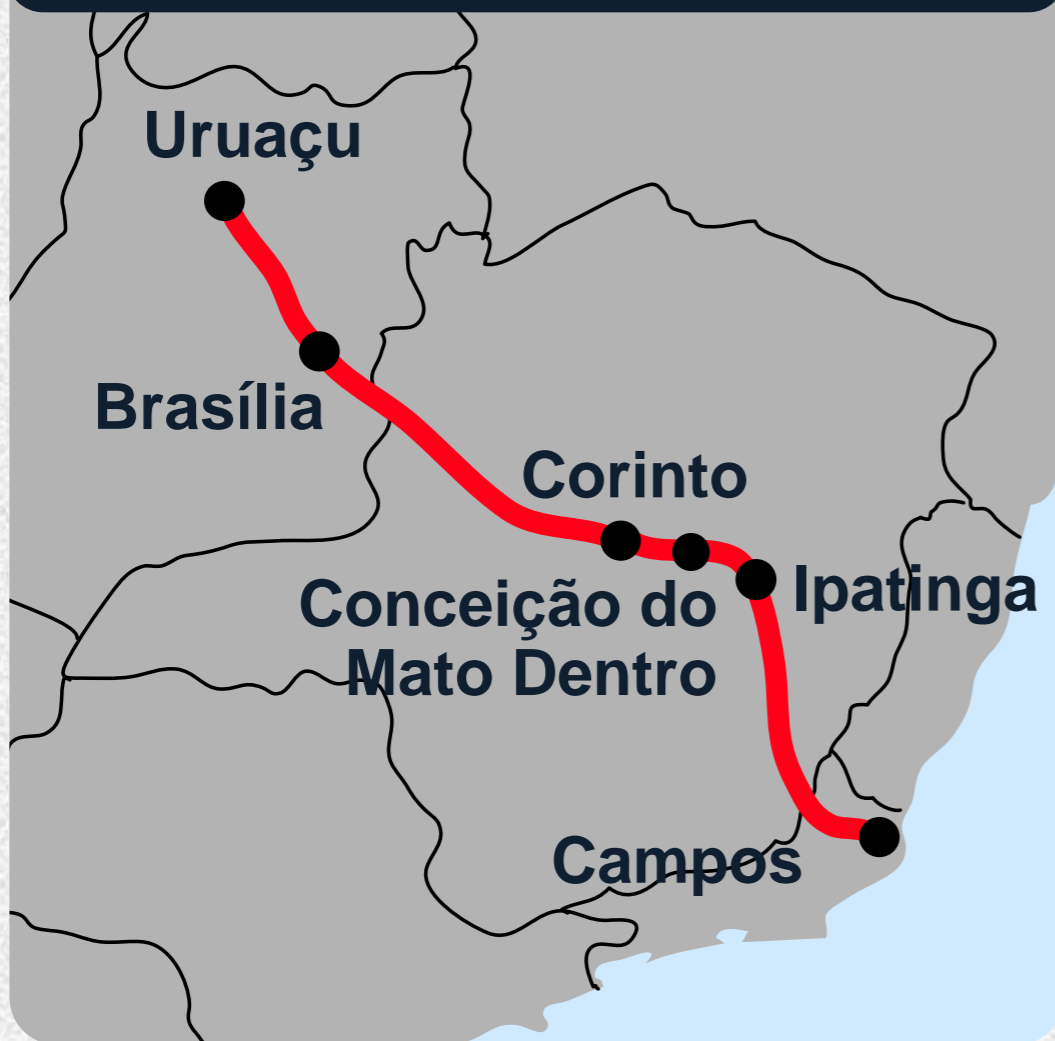 Uruaçu
Brasília
Corinto
Ipatinga
Conceição do
Mato Dentro
Campos